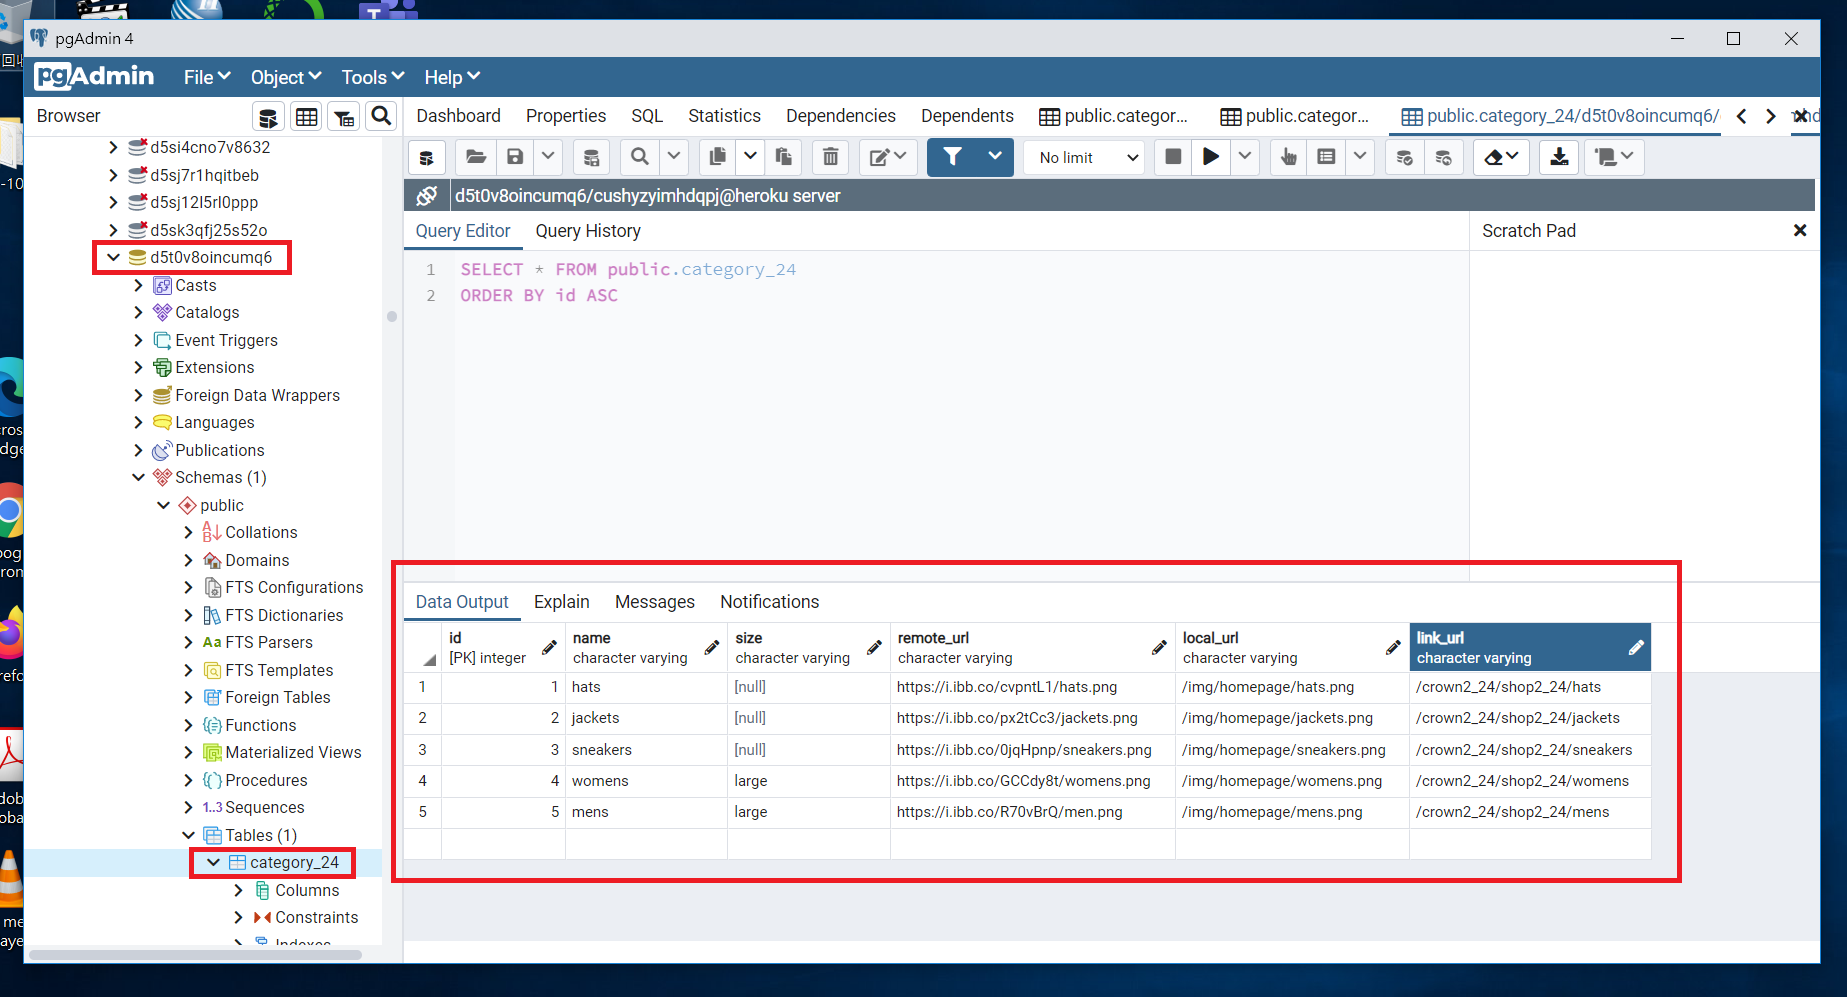 pgAdmin 4
pgAdmin File Object Tools Help
Browser
Dashboard Properties SQL Statistics Dependencies Dependents public.categor... public.categor... public.category_24/d5t0v8oincumq6/
No limit
d5t0v8oincumq6/cushyzyimhdqpj@heroku server
Query Editor Query History
Scratch Pad
1 SELECT * FROM public.category_24
2 ORDER BY id ASC
d5si4cno7v8632
d5sj7r1hqitbeb
d5sj12l5rl0ppp
d5sk3qfj25s52o
d5t0v8oincumq6
Casts
Catalogs
Event Triggers
Extensions
Foreign Data Wrappers
Languages
Publications
Schemas (1)
public
Collations
Domains
FTS Configurations
FTS Dictionaries
Aa FTS Parsers
FTS Templates
Foreign Tables
Functions
Materialized Views
Procedures
1..3 Sequences
Tables (1)
category_24
Columns
Constraints
Indexes
Data Output Explain Messages Notifications
id name size remote_url local_url link_url
[PK] integer character varying character varying character varying character varying character varying
1 1 hats [null] https://i.ibb.co/cvpntL1/hats.png /img/homepage/hats.png /crown2_24/shop2_24/hats
2 2 jackets [null] https://i.ibb.co/px2tCc3/jackets.png /img/homepage/jackets.png /crown2_24/shop2_24/jackets
3 3 sneakers [null] https://i.ibb.co/0jqHpnp/sneakers.png /img/homepage/sneakers.png /crown2_24/shop2_24/sneakers
4 4 womens large https://i.ibb.co/GCCdy8t/womens.png /img/homepage/womens.png /crown2_24/shop2_24/womens
5 5 mens large https://i.ibb.co/R70vBrQ/men.png /img/homepage/mens.png /crown2_24/shop2_24/mens